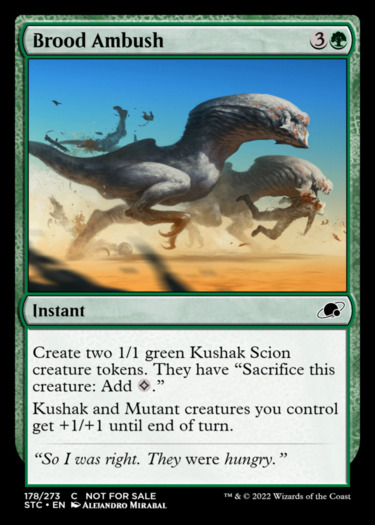 Brood Ambush 3
Instant
Create two 1/1 green Kushak Scion
creature tokens. They have “Sacrifice this
creature: Add .”
Kushak and Mutant creatures you control
get +1/+1 until end of turn.
“So I was right. They were hungry.”
178/273 C NOT FOR SALE
STC • EN Alejandro Mirabal ™ & © 2022 Wizards of the Coast